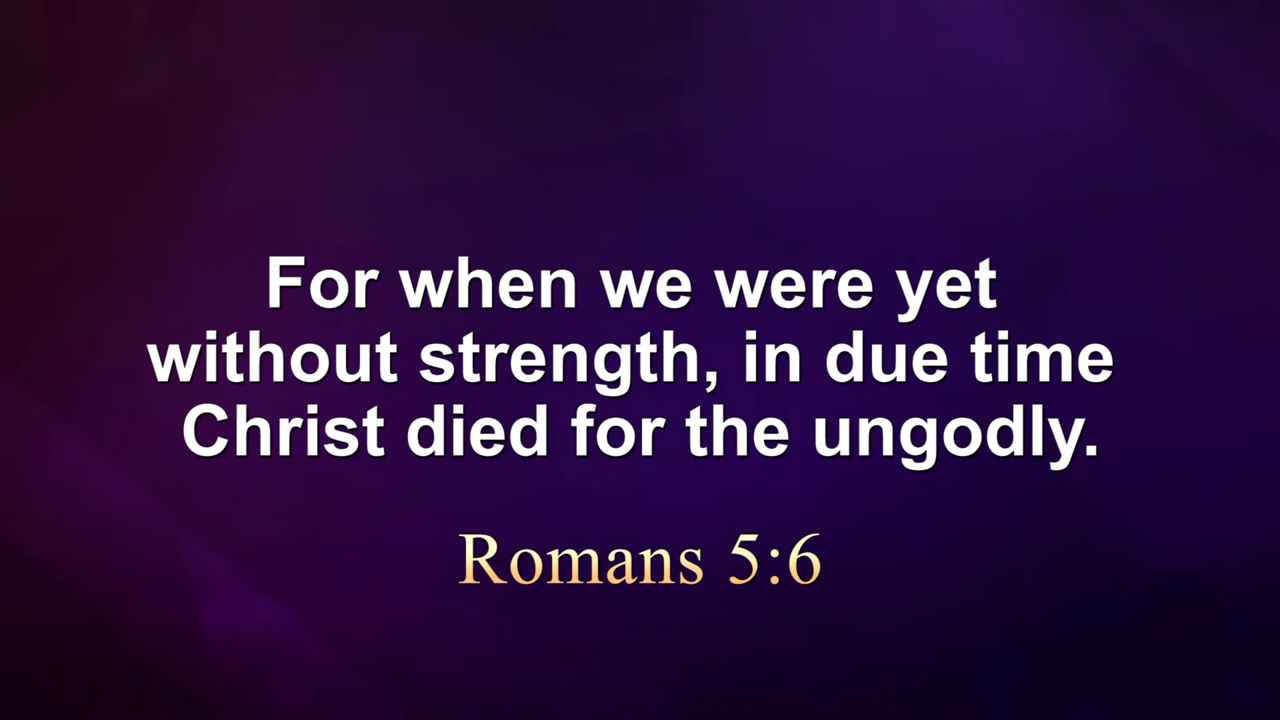 For when we were yet
without strength, in due time
Christ died for the ungodly.
Romans 5:6